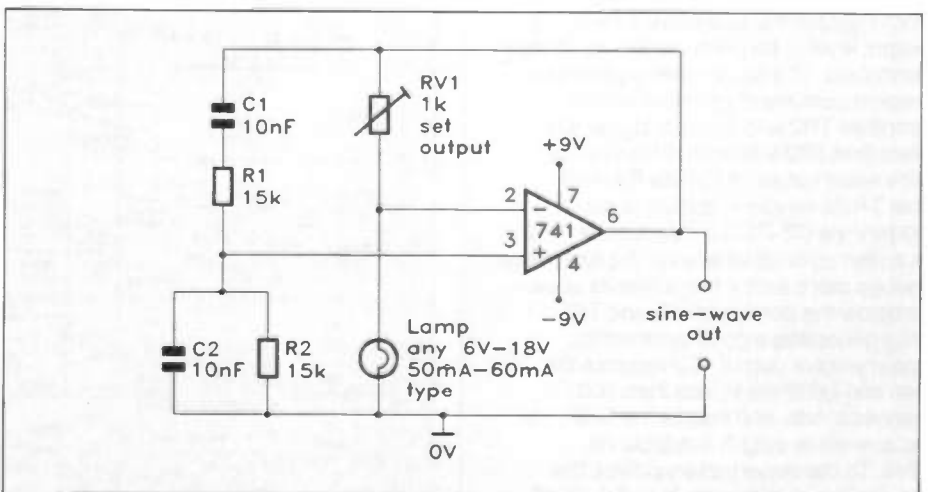 C1
10nF
R1
15k
RV1
1k
set
output
+9V
2
7
−
741
6
3
+
4
−9V
sine−wave
out
Lamp
any 6V−18V
50mA−60mA
type
C2
10nF
R2
15k
0V